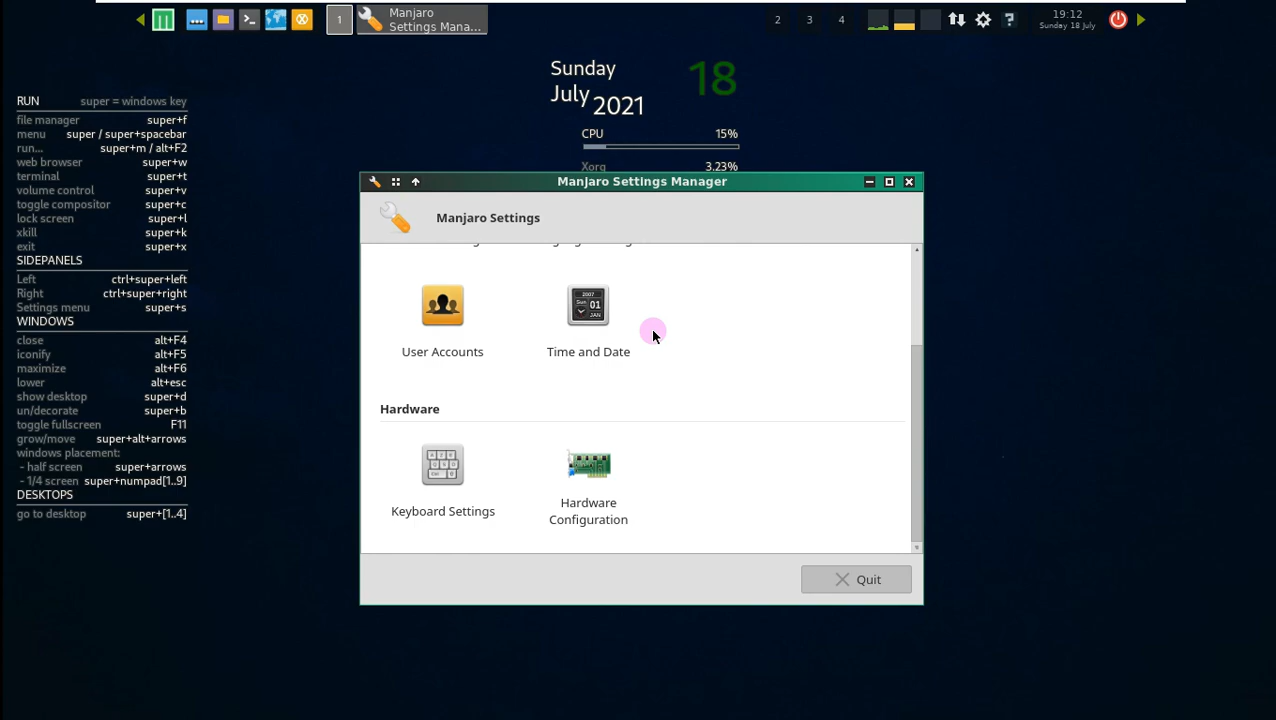 1
Manjaro
Settings Mana...
2
3
4
?
19:12
Sunday 18 July
Sunday
July 2021
18
CPU 15%
Xorg 3.23%
RUN super = windows key
file manager super+f
menu super / super+spacebar
run... super+m / alt+F2
web browser super+w
terminal super+t
volume control super+v
toggle compositor super+c
lock screen super+l
xkill super+k
exit super+x
SIDEPANELS
Left ctrl+super+left
Right ctrl+super+right
Settings menu super+s
WINDOWS
close alt+F4
iconify alt+F5
maximize alt+F6
lower alt+esc
show desktop super+d
un/decorate super+b
toggle fullscreen F11
grow/move super+alt+arrows
windows placement:
- half screen super+arrows
- 1/4 screen super+numpad[1..9]
DESKTOPS
go to desktop super+[1..4]
Manjaro Settings Manager
Manjaro Settings
2007
Sun 01
JAN
User Accounts
Time and Date
Hardware
Keyboard Settings
Hardware
Configuration
Quit